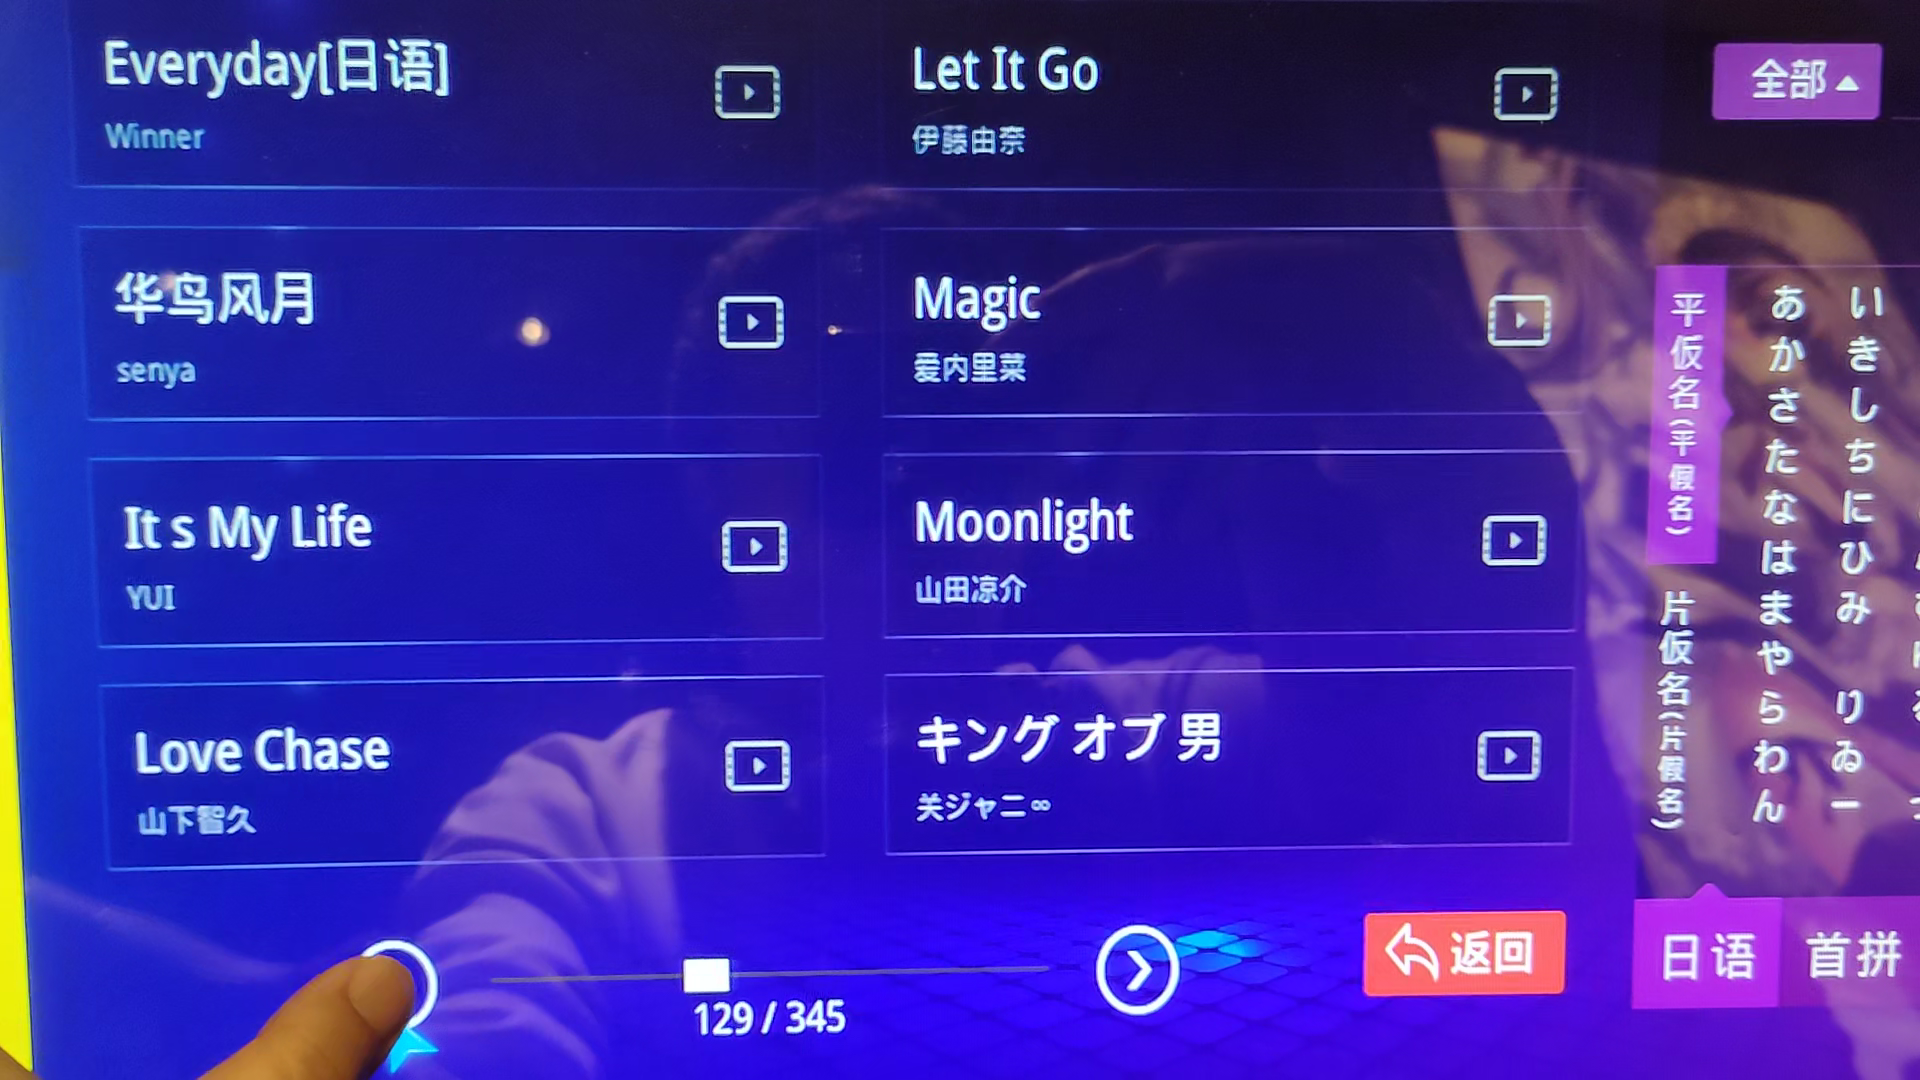 Everyday[日语]
Winner
Let It Go
伊藤由奈
华鸟风月
senya
Magic
爱内里菜
It s My Life
YUI
Moonlight
山田凉介
Love Chase
山下智久
キング オブ 男
关ジャニ∞
129 / 345
返回
全部
平仮名(平假名)
片仮名(片假名)
あかさたなはまやらわん
いきしちにひみ りゐー
日语
首拼